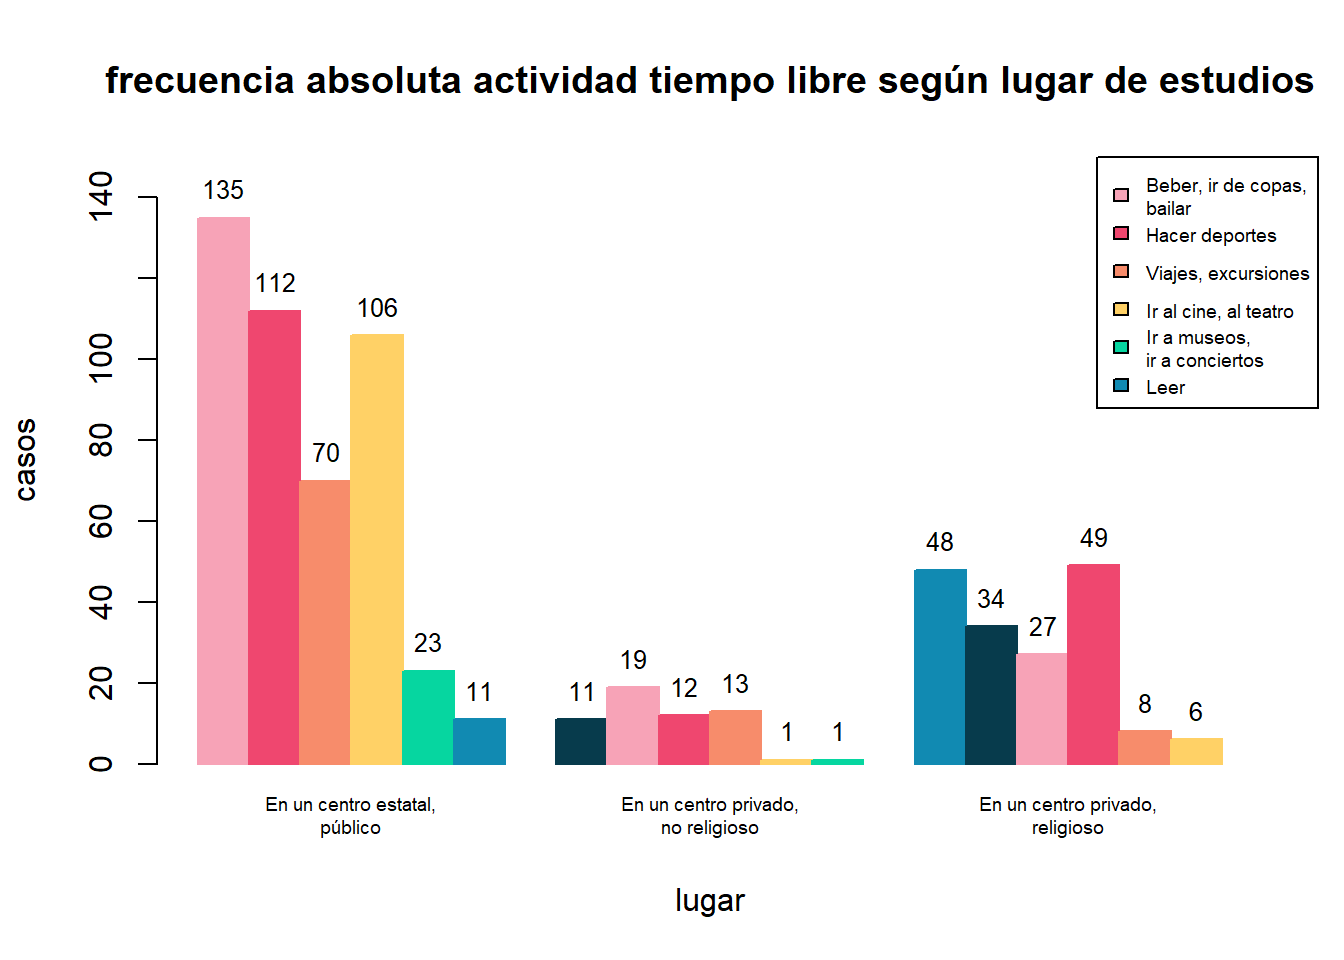 frecuencia absoluta actividad tiempo libre según lugar de estudios
Beber, ir de copas,
bailar
Hacer deportes
Viajes, excursiones
Ir al cine, al teatro
Ir a museos,
ir a conciertos
Leer
casos
140
100
80
60
40
20
0
135
112
70
106
23
11
11
19
12
13
1
1
48
34
27
49
8
6
En un centro estatal,
público
En un centro privado,
no religioso
En un centro privado,
religioso
lugar